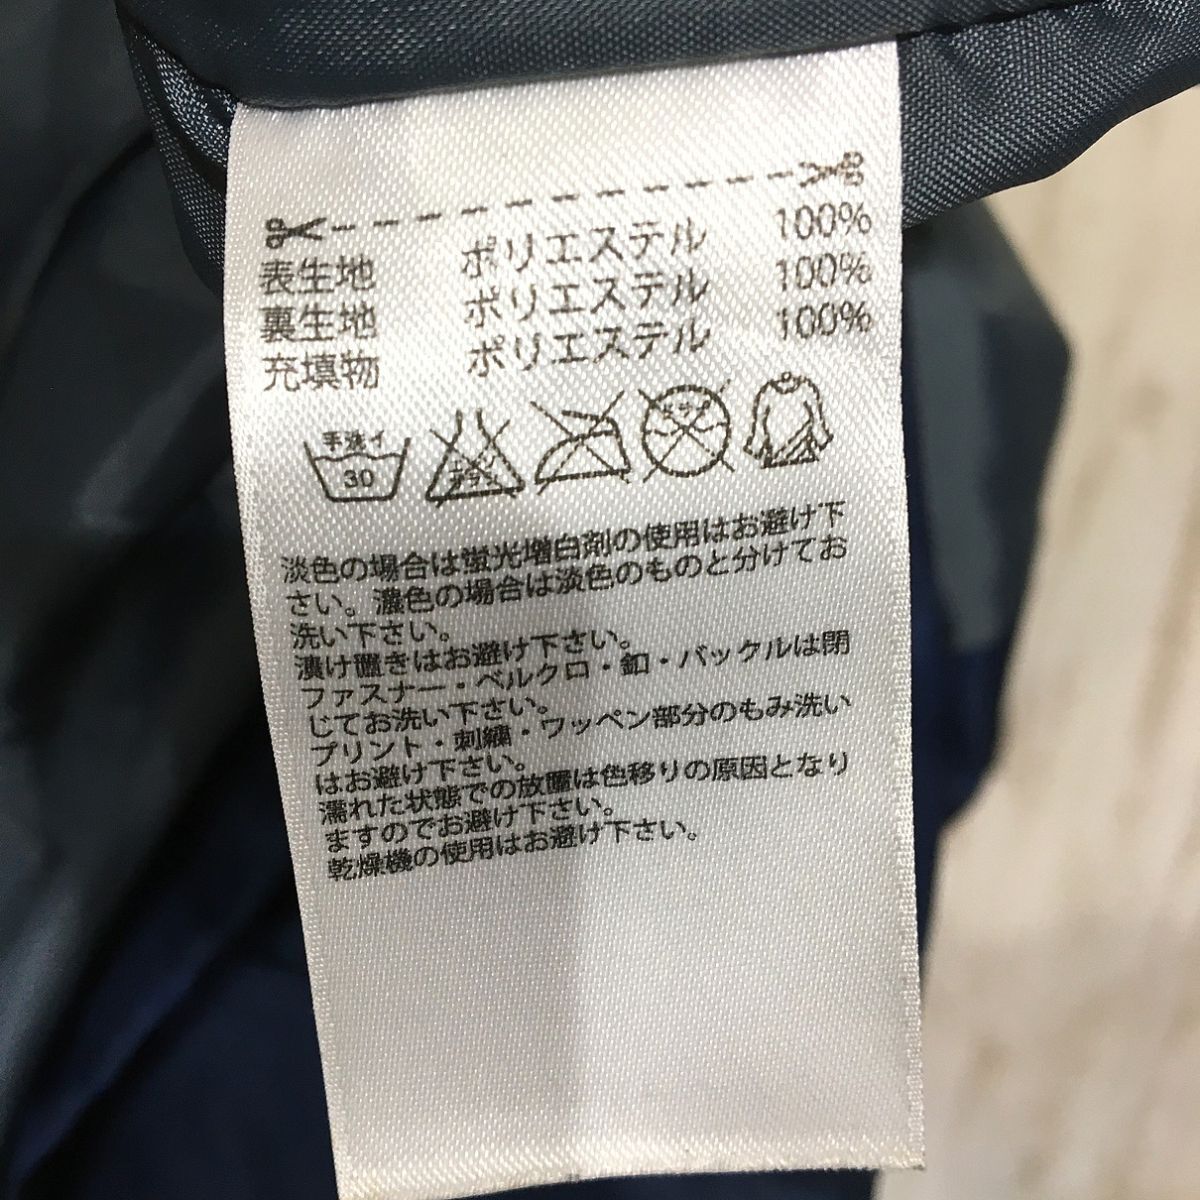 表生地 ポリエステル 100%
裏生地 ポリエステル 100%
充填物 ポリエステル 100%
手洗イ
30
エンソ
サラシ
ドライ
淡色の場合は蛍光増白剤の使用はお避け下
さい。濃色の場合は淡色のものと分けてお
洗い下さい。
漬け置きはお避け下さい。
ファスナー・ベルクロ・釦・バックルは閉
じてお洗い下さい。
プリント・刺繍・ワッペン部分のもみ洗い
はお避け下さい。
濡れた状態での放置は色移りの原因となり
ますのでお避け下さい。
乾燥機の使用はお避け下さい。